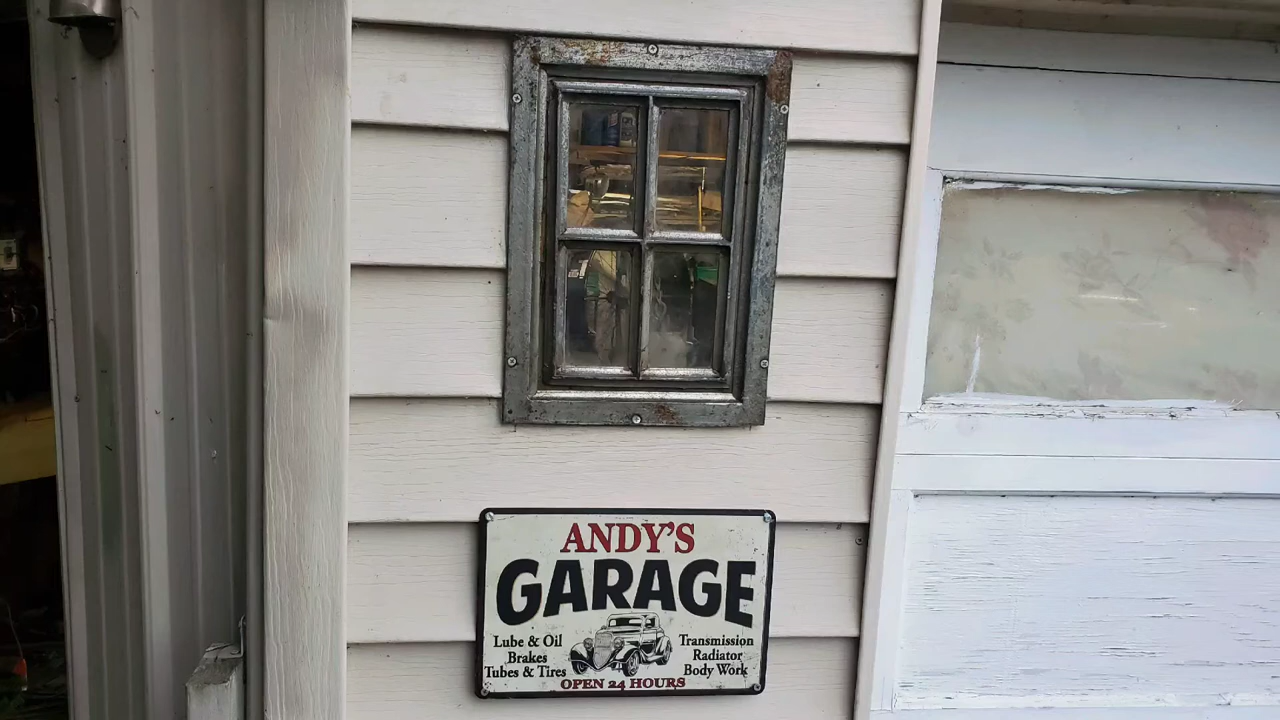 ANDY'S
GARAGE
Lube & Oil
Brakes
Tubes & Tires
Transmission
Radiator
Body Work
OPEN 24 HOURS